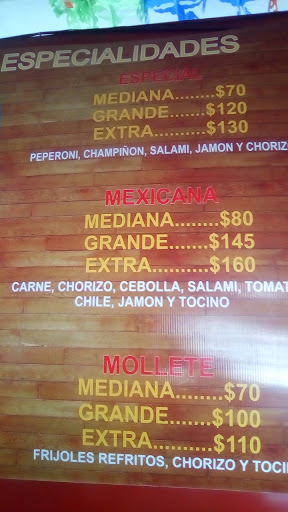 ESPECIALIDADES
ESPECIAL
MEDIANA........$70
GRANDE.......$120
EXTRA..........$130
PEPERONI, CHAMPIÑON, SALAMI, JAMON Y CHORIZO
MEXICANA
MEDIANA........$80
GRANDE.......$145
EXTRA..........$160
CARNE, CHORIZO, CEBOLLA, SALAMI, TOMAT
CHILE, JAMON Y TOCINO
MOLLETE
MEDIANA........$70
GRANDE.......$100
EXTRA...........$110
FRIJOLES REFRITOS, CHORIZO Y TOCI